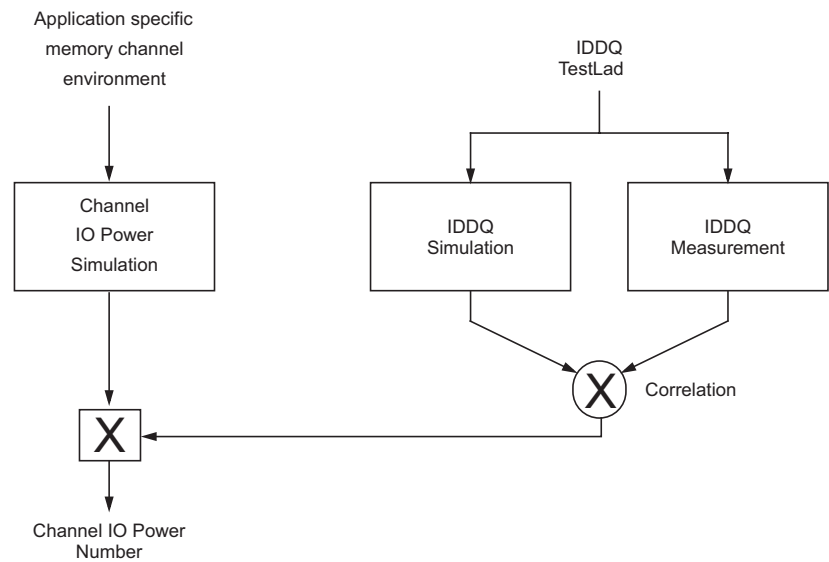 Application specific
memory channel
environment
IDDQ
TestLad
Channel
IO Power
Simulation
IDDQ
Simulation
IDDQ
Measurement
X
Correlation
X
Channel IO Power
Number